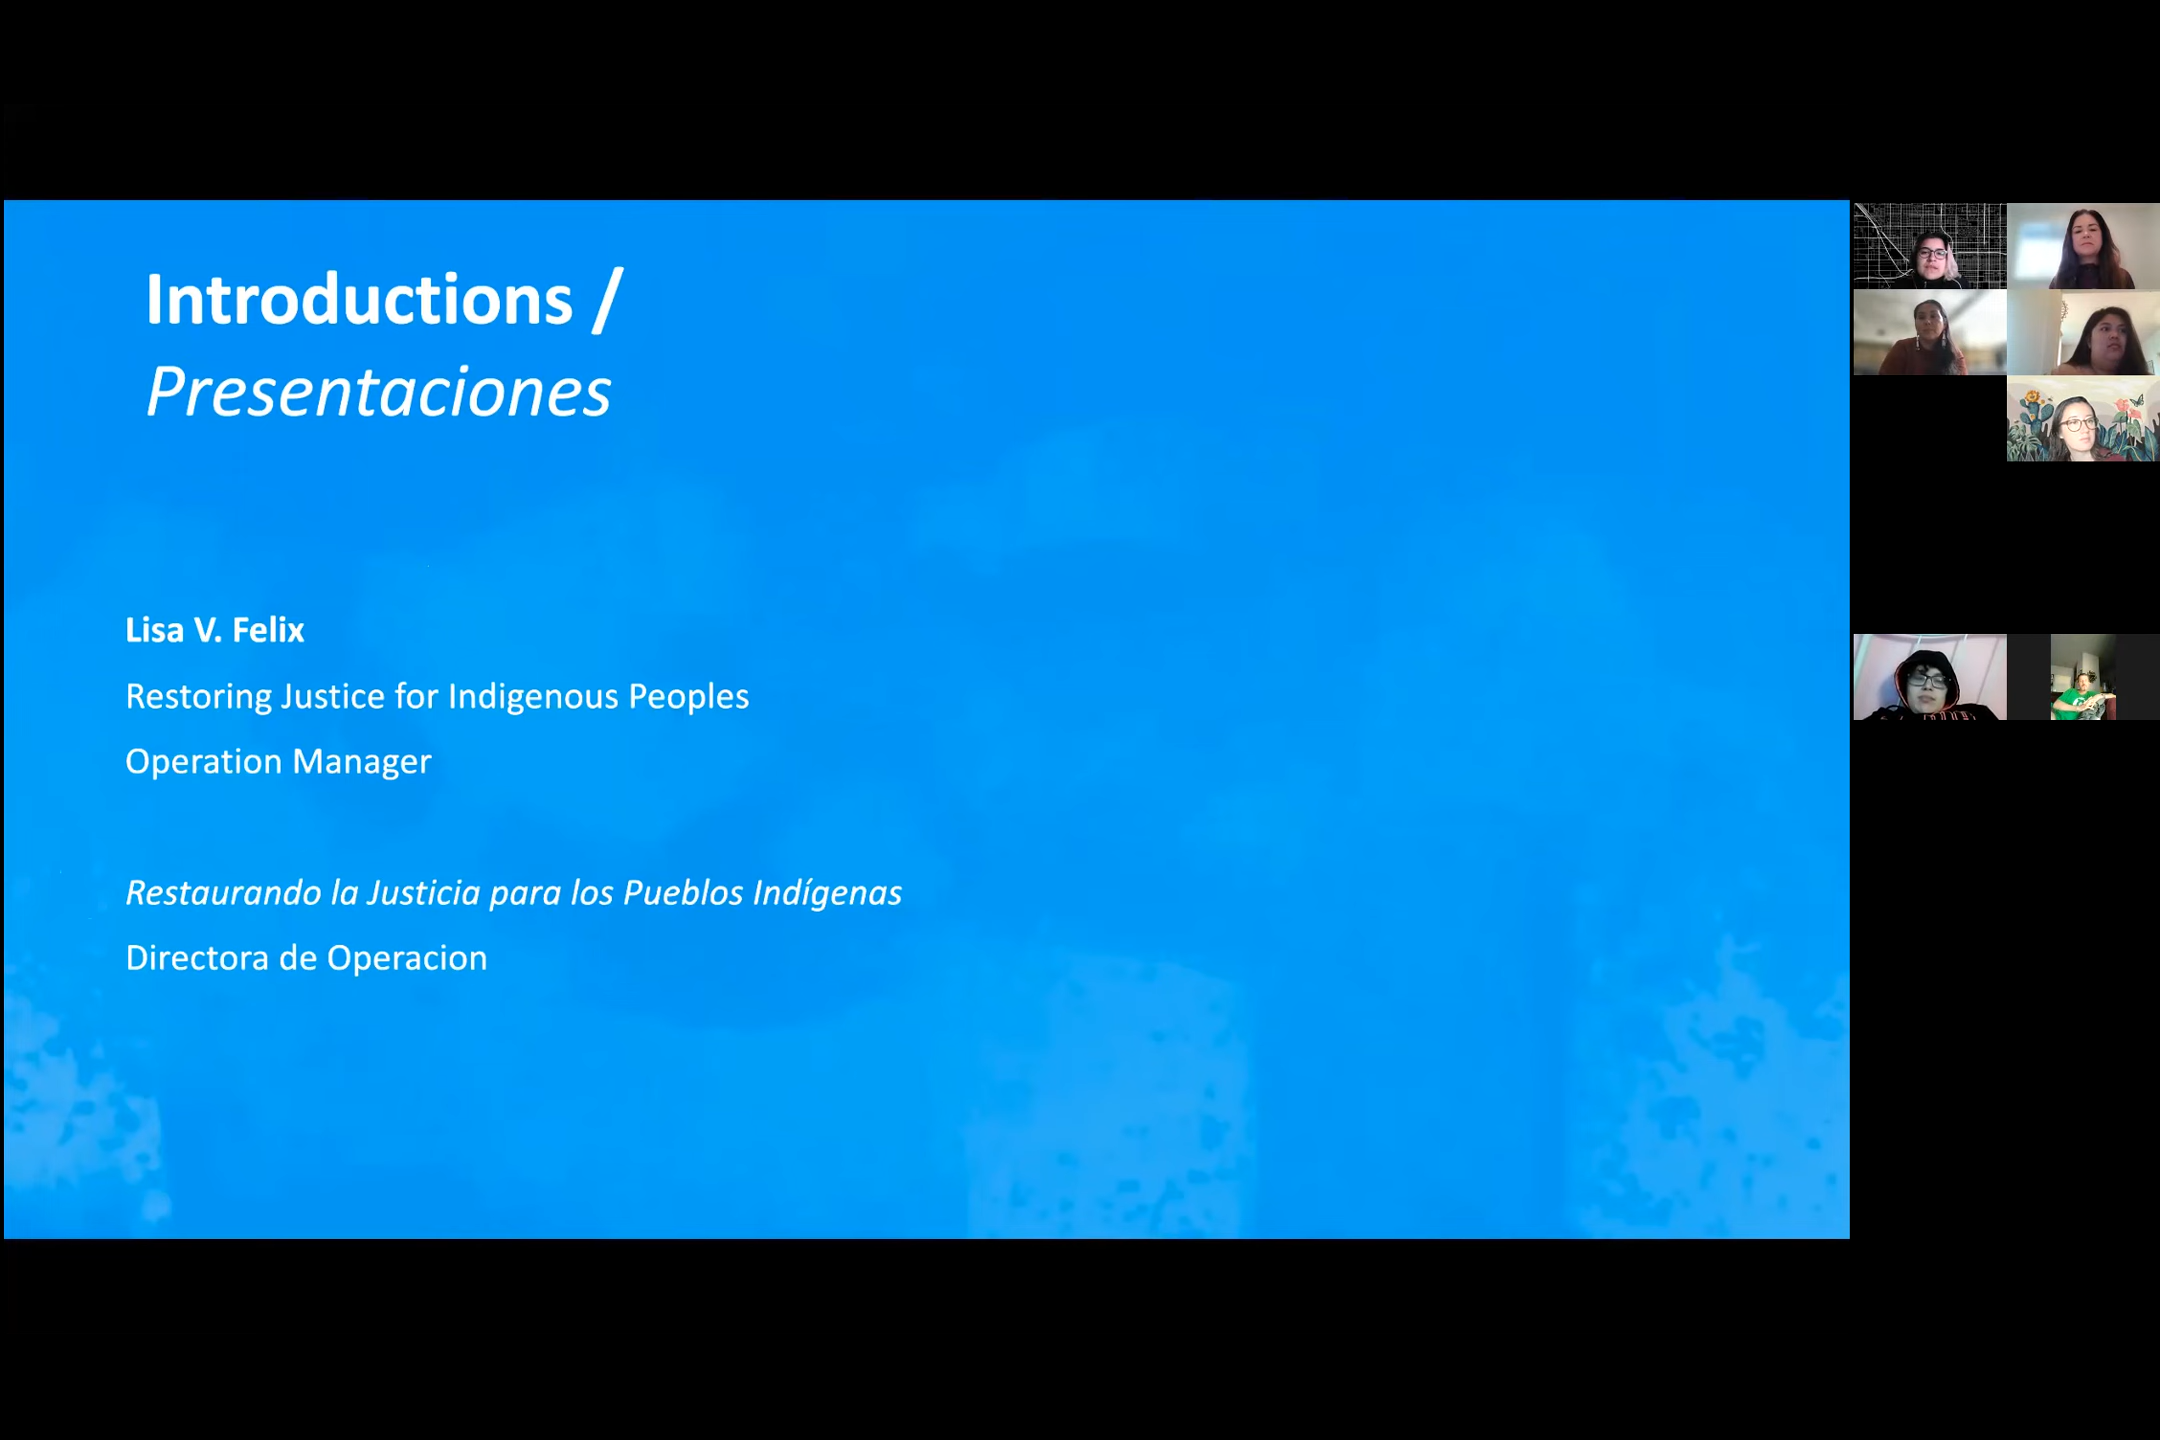 Introductions /
Presentaciones
Lisa V. Felix
Restoring Justice for Indigenous Peoples
Operation Manager
Restaurando la Justicia para los Pueblos Indígenas
Directora de Operacion